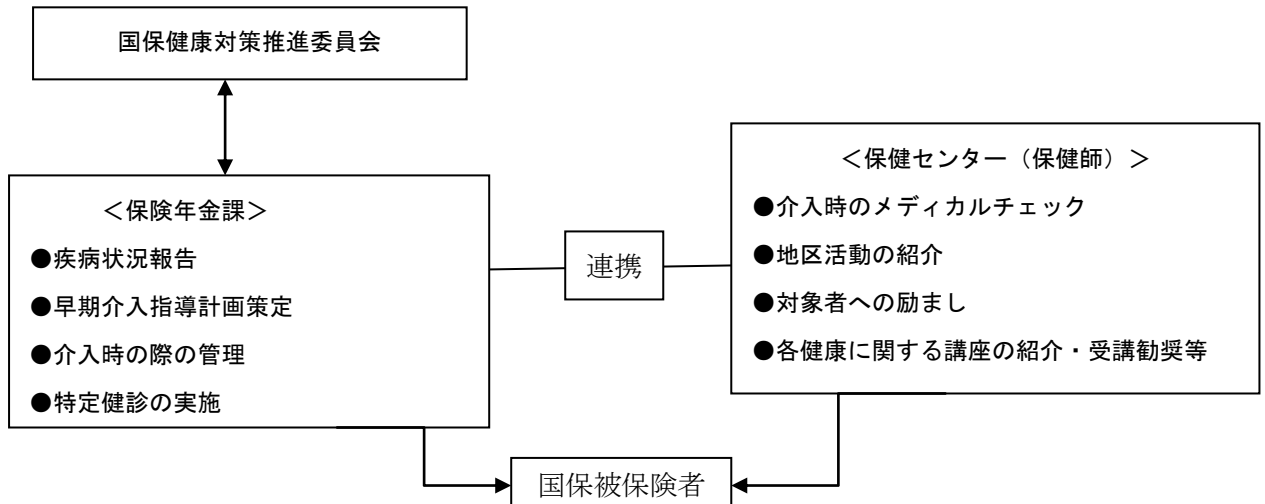 国保健康対策推進委員会
＜保険年金課＞
●疾病状況報告
●早期介入指導計画策定
●介入時の際の管理
●特定健診の実施
連携
＜保健センター（保健師）＞
●介入時のメディカルチェック
●地区活動の紹介
●対象者への励まし
●各健康に関する講座の紹介・受講勧奨等
国保被保険者